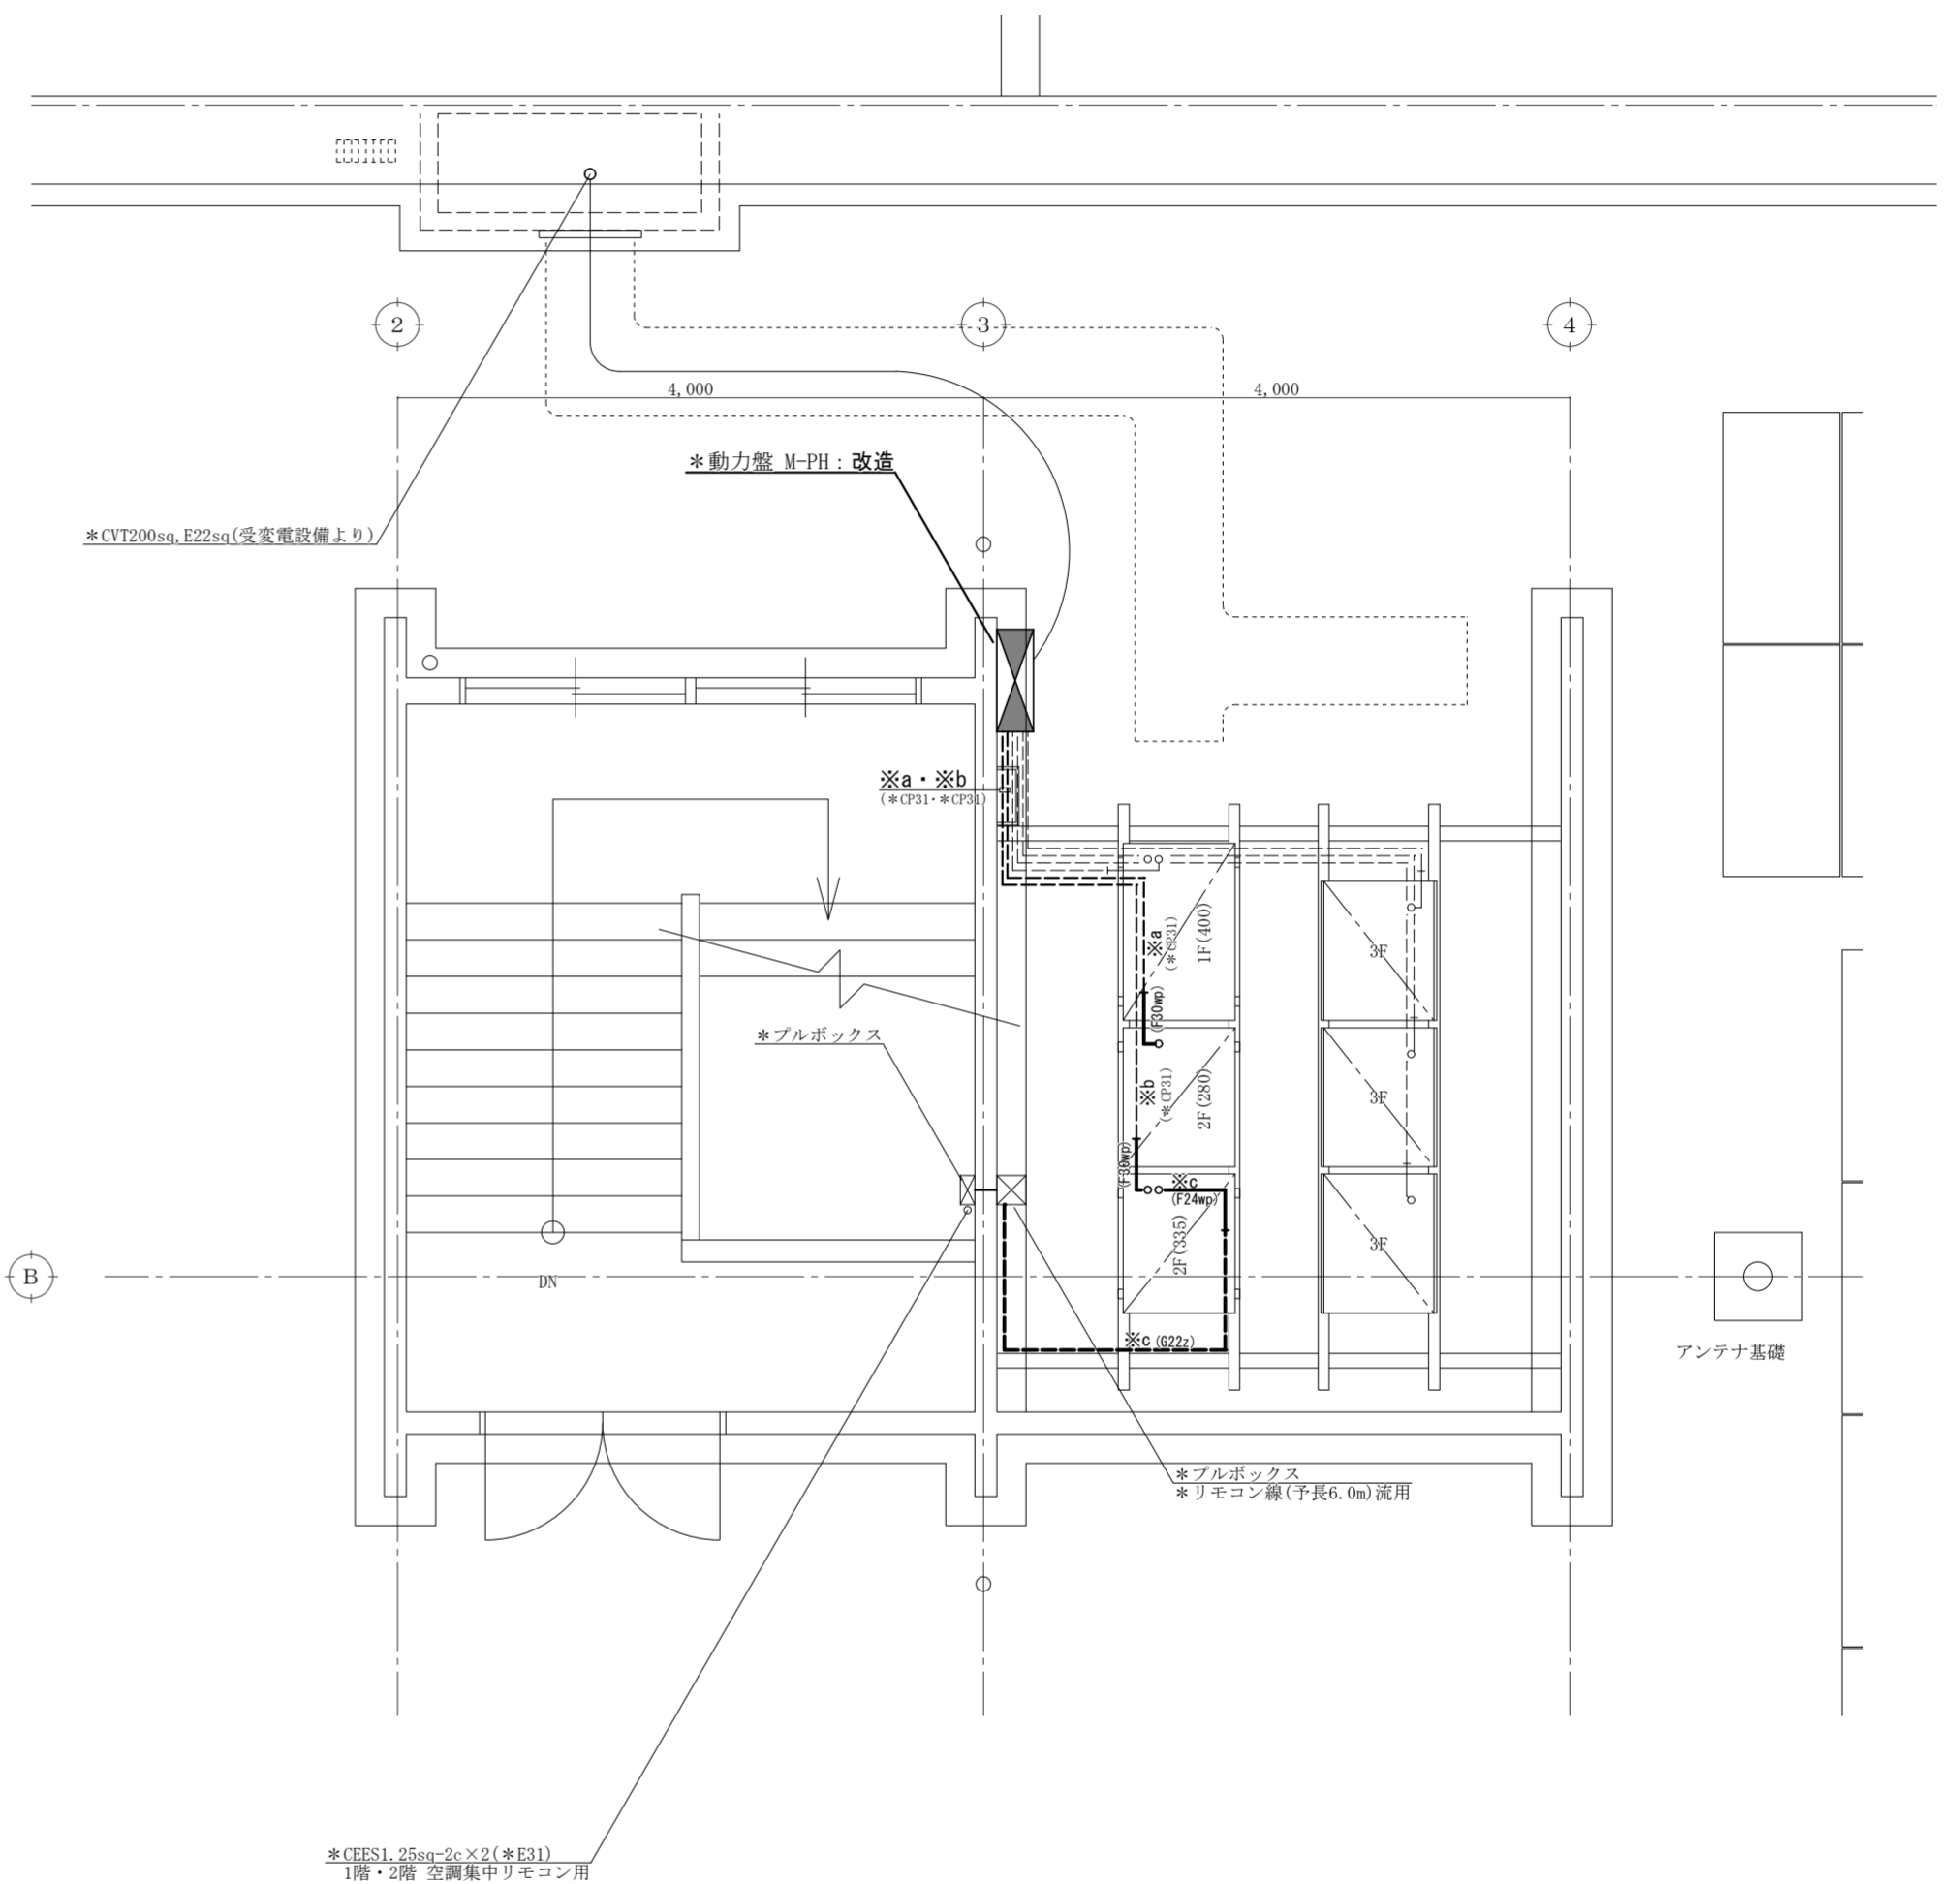 2
3
4
4,000
4,000
＊動力盤 M-PH：改造
＊CVT200sq,E22sq(受変電設備より)
※a・※b
(＊CP31・＊CP31)
※a
(＊CP31)
1F(400)
3F
(F30wp)
＊プルボックス
※b
(＊CP31)
2F(280)
3F
(F30wp)
※c
(F24wp)
2F(335)
3F
B
DN
※c (G22z)
アンテナ基礎
＊プルボックス
＊リモコン線(予長6.0m)流用
＊CEES1.25sq-2c×2(＊E31)
1階・2階 空調集中リモコン用